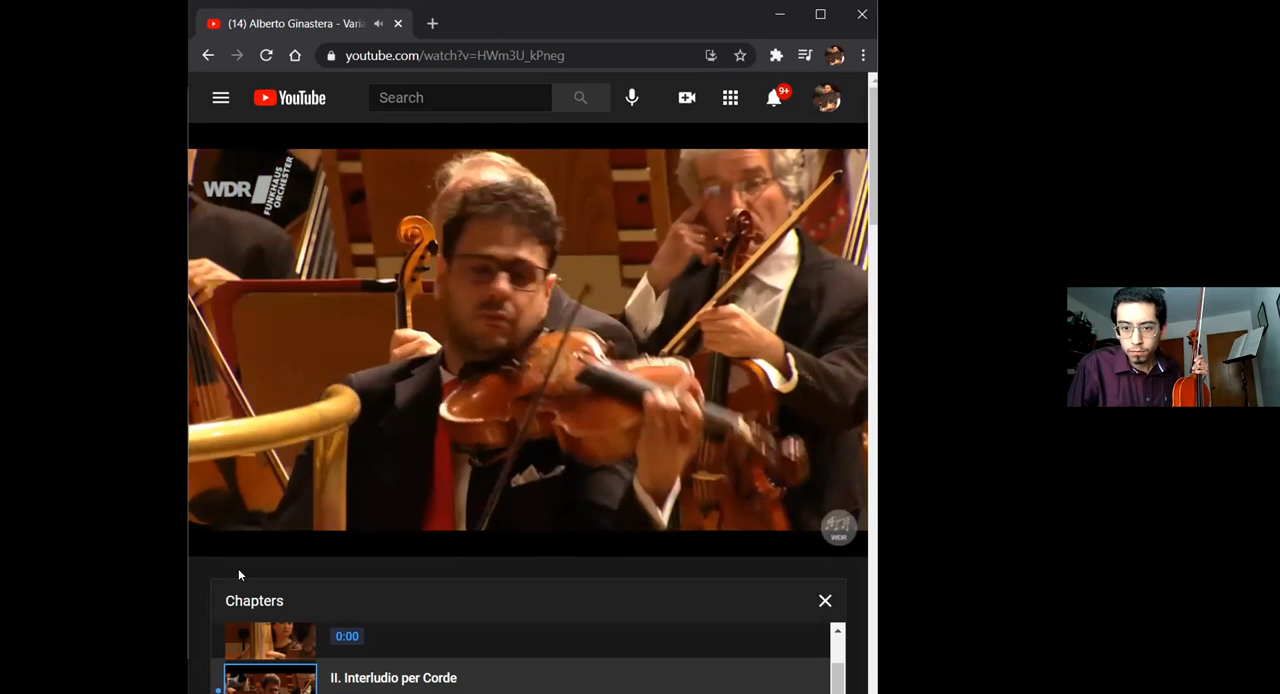 (14) Alberto Ginastera - Varia
youtube.com/watch?v=HWm3U_kPneg
YouTube
Search
9+
WDR FUNKHAUS ORCHESTER
WDR
Chapters
0:00
II. Interludio per Corde